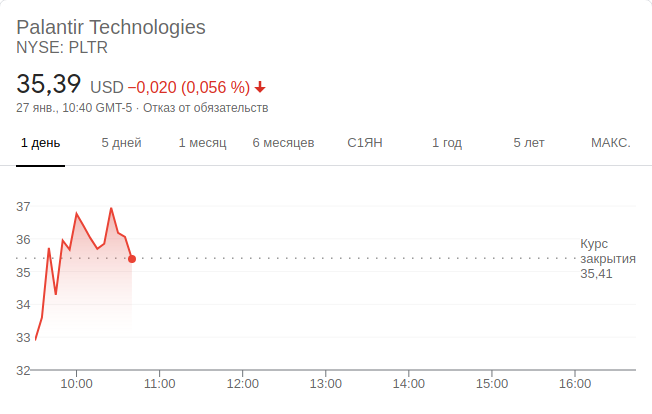 Palantir Technologies
NYSE: PLTR
35,39 USD −0,020 (0,056 %)
27 янв., 10:40 GMT-5 · Отказ от обязательств
1 день 5 дней 1 месяц 6 месяцев С1ЯН 1 год 5 лет МАКС.
37
36
35
34
33
32
Курс
закрытия
35,41
10:00 11:00 12:00 13:00 14:00 15:00 16:00